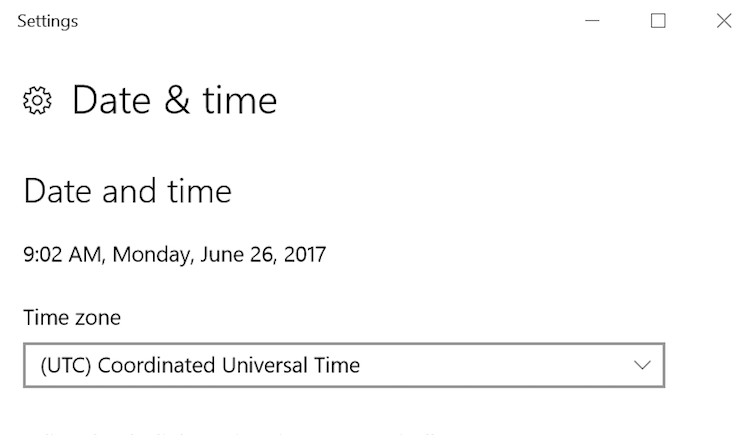 Settings
Date & time
Date and time
9:02 AM, Monday, June 26, 2017
Time zone
(UTC) Coordinated Universal Time